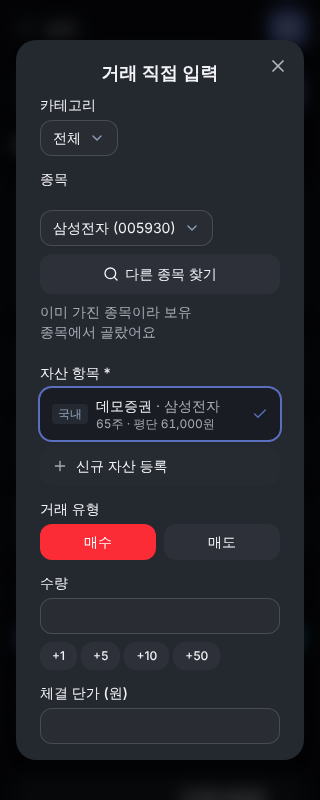 거래 직접 입력
카테고리
전체
종목
삼성전자 (005930)
다른 종목 찾기
이미 가진 종목이라 보유
종목에서 골랐어요
자산 항목 *
국내
데모증권 · 삼성전자
65주 · 평단 61,000원
신규 자산 등록
거래 유형
매수
매도
수량
+1
+5
+10
+50
체결 단가 (원)